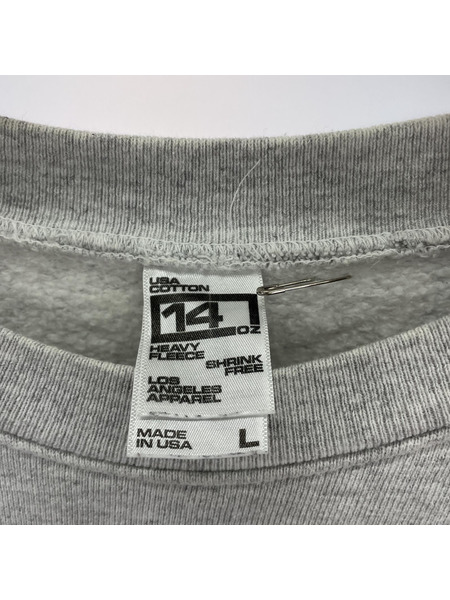 USA
COTTON
14 OZ
HEAVY
FLEECE
SHRINK
FREE
LOS
ANGELES
APPAREL
MADE
IN USA
L